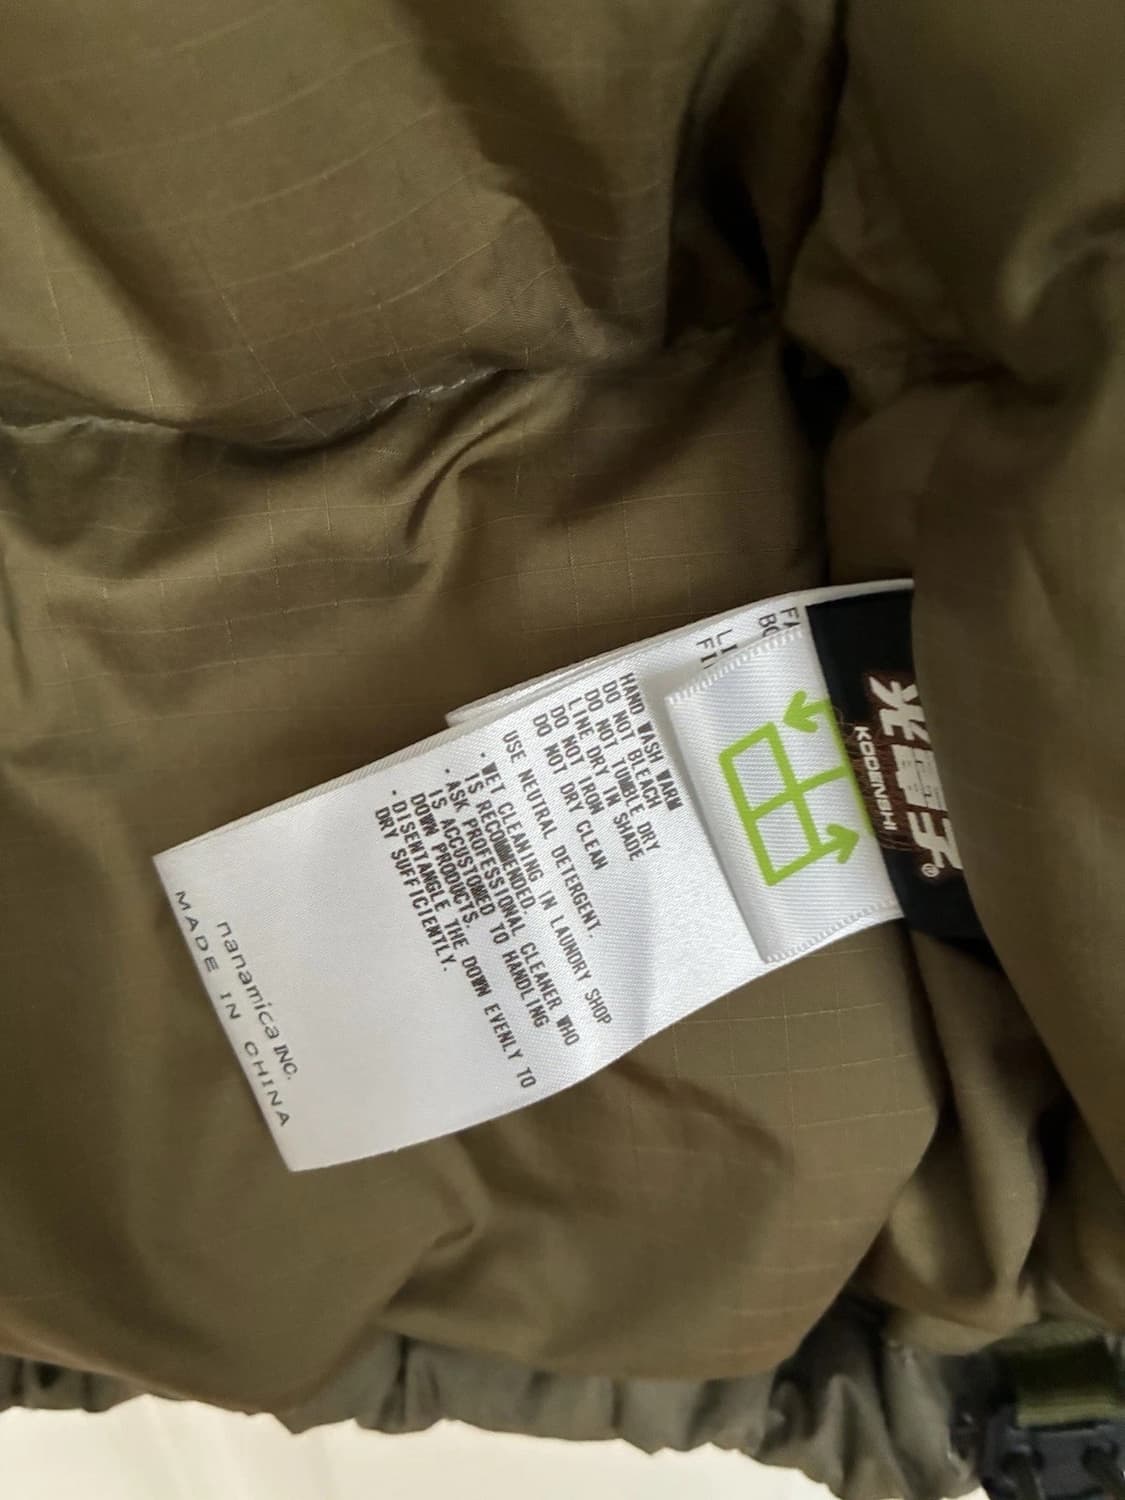 HAND WASH WARM
DO NOT BLEACH
DO NOT TUMBLE DRY
LINE DRY IN SHADE
DO NOT IRON
DO NOT DRY CLEAN
USE NEUTRAL DETERGENT.
・WET CLEANING IN LAUNDRY SHOP
IS RECOMMENDED.
・ASK PROFESSIONAL CLEANER WHO
IS ACCUSTOMED TO HANDLING
DOWN PRODUCTS.
・DISENTANGLE THE DOWN EVENLY TO
DRY SUFFICIENTLY.
nanamica INC.
MADE IN CHINA
光電子®
KODENSHI